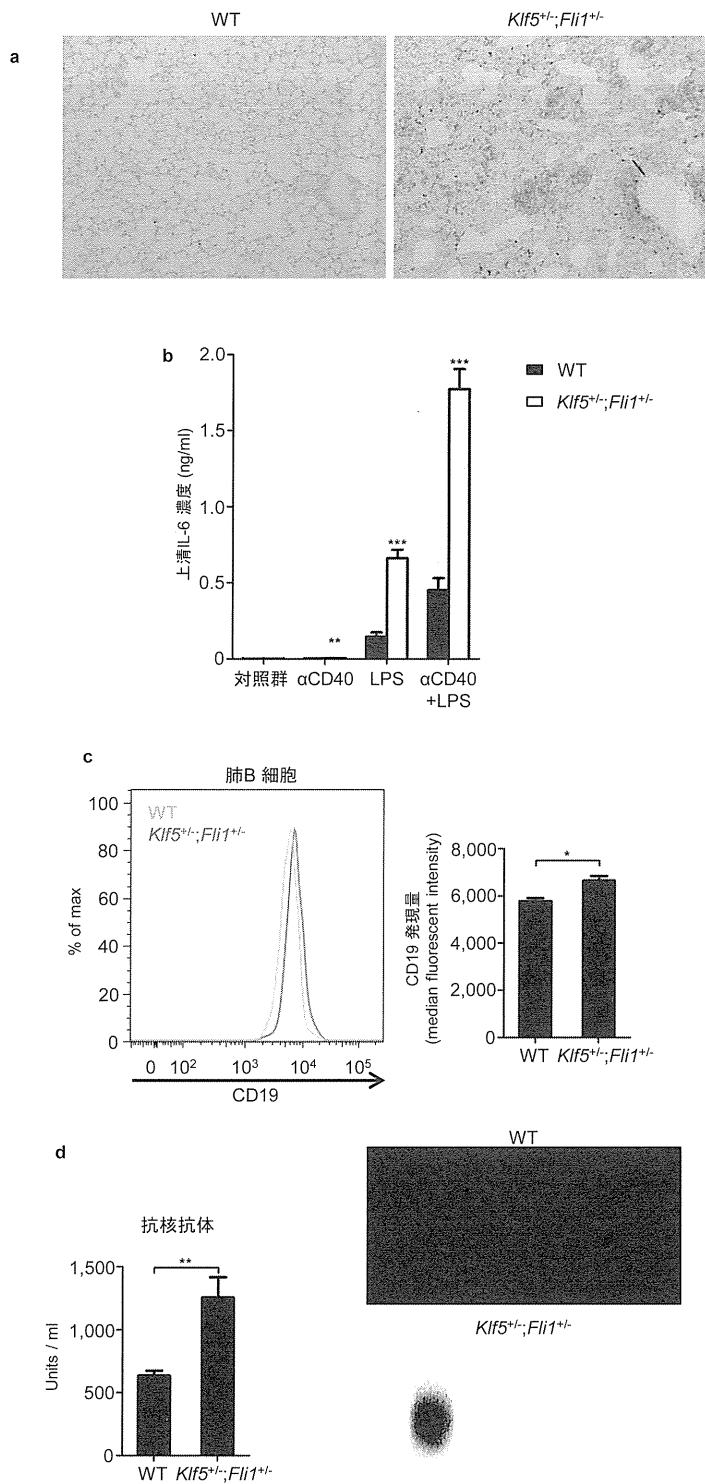 WT
Klf5+/-;Fli1+/-
a
b
2.0
1.5
1.0
0.5
0
上清IL-6 濃度 (ng/ml)
**
***
***
WT
Klf5+/-;Fli1+/-
対照群
αCD40
LPS
αCD40
+LPS
c
肺B 細胞
100
80
60
40
20
0
% of max
WT
Klf5+/-;Fli1+/-
0
10²
10³
10⁴
10⁵
CD19
CD19 発現量
(median fluorescent intensity)
8,000
6,000
4,000
2,000
0
*
WT
Klf5+/-;Fli1+/-
d
抗核抗体
1,500
1,000
500
0
Units / ml
**
WT
Klf5+/-;Fli1+/-
WT
Klf5+/-;Fli1+/-